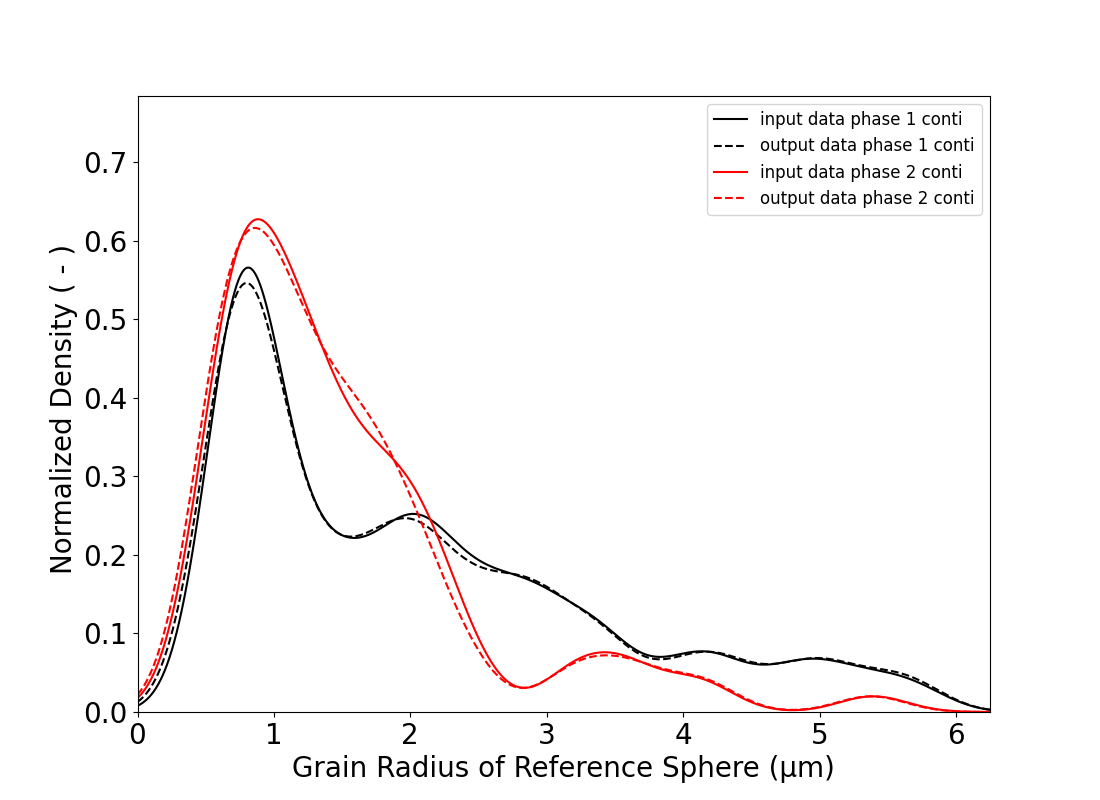 input data phase 1 conti
output data phase 1 conti
input data phase 2 conti
output data phase 2 conti
Normalized Density ( - )
0.7
0.6
0.5
0.4
0.3
0.2
0.1
0.0
0 1 2 3 4 5 6
Grain Radius of Reference Sphere (μm)